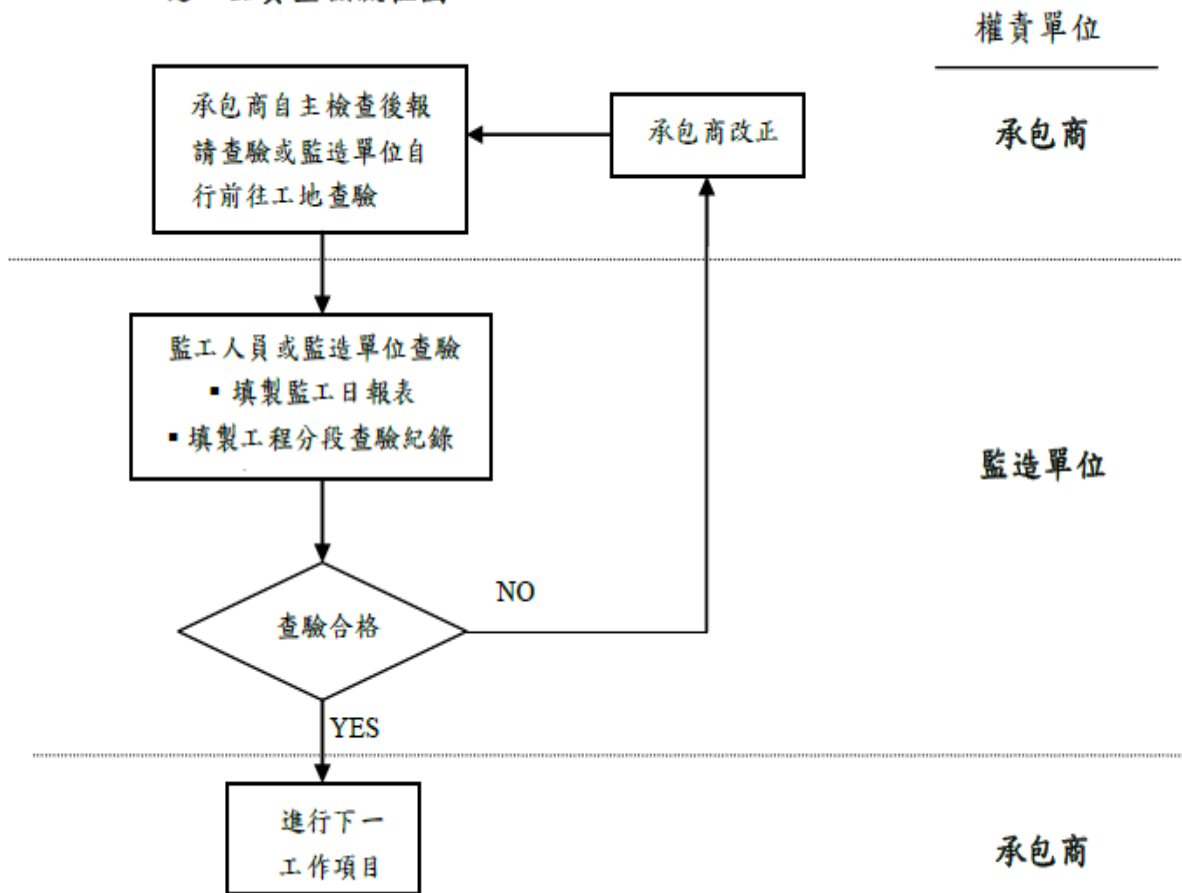 權責單位
承包商自主檢查後報
請查驗或監造單位自
行前往工地查驗
承包商改正
承包商
監工人員或監造單位查驗
▪ 填製監工日報表
▪ 填製工程分段查驗紀錄
監造單位
查驗合格
NO
YES
進行下一
工作項目
承包商